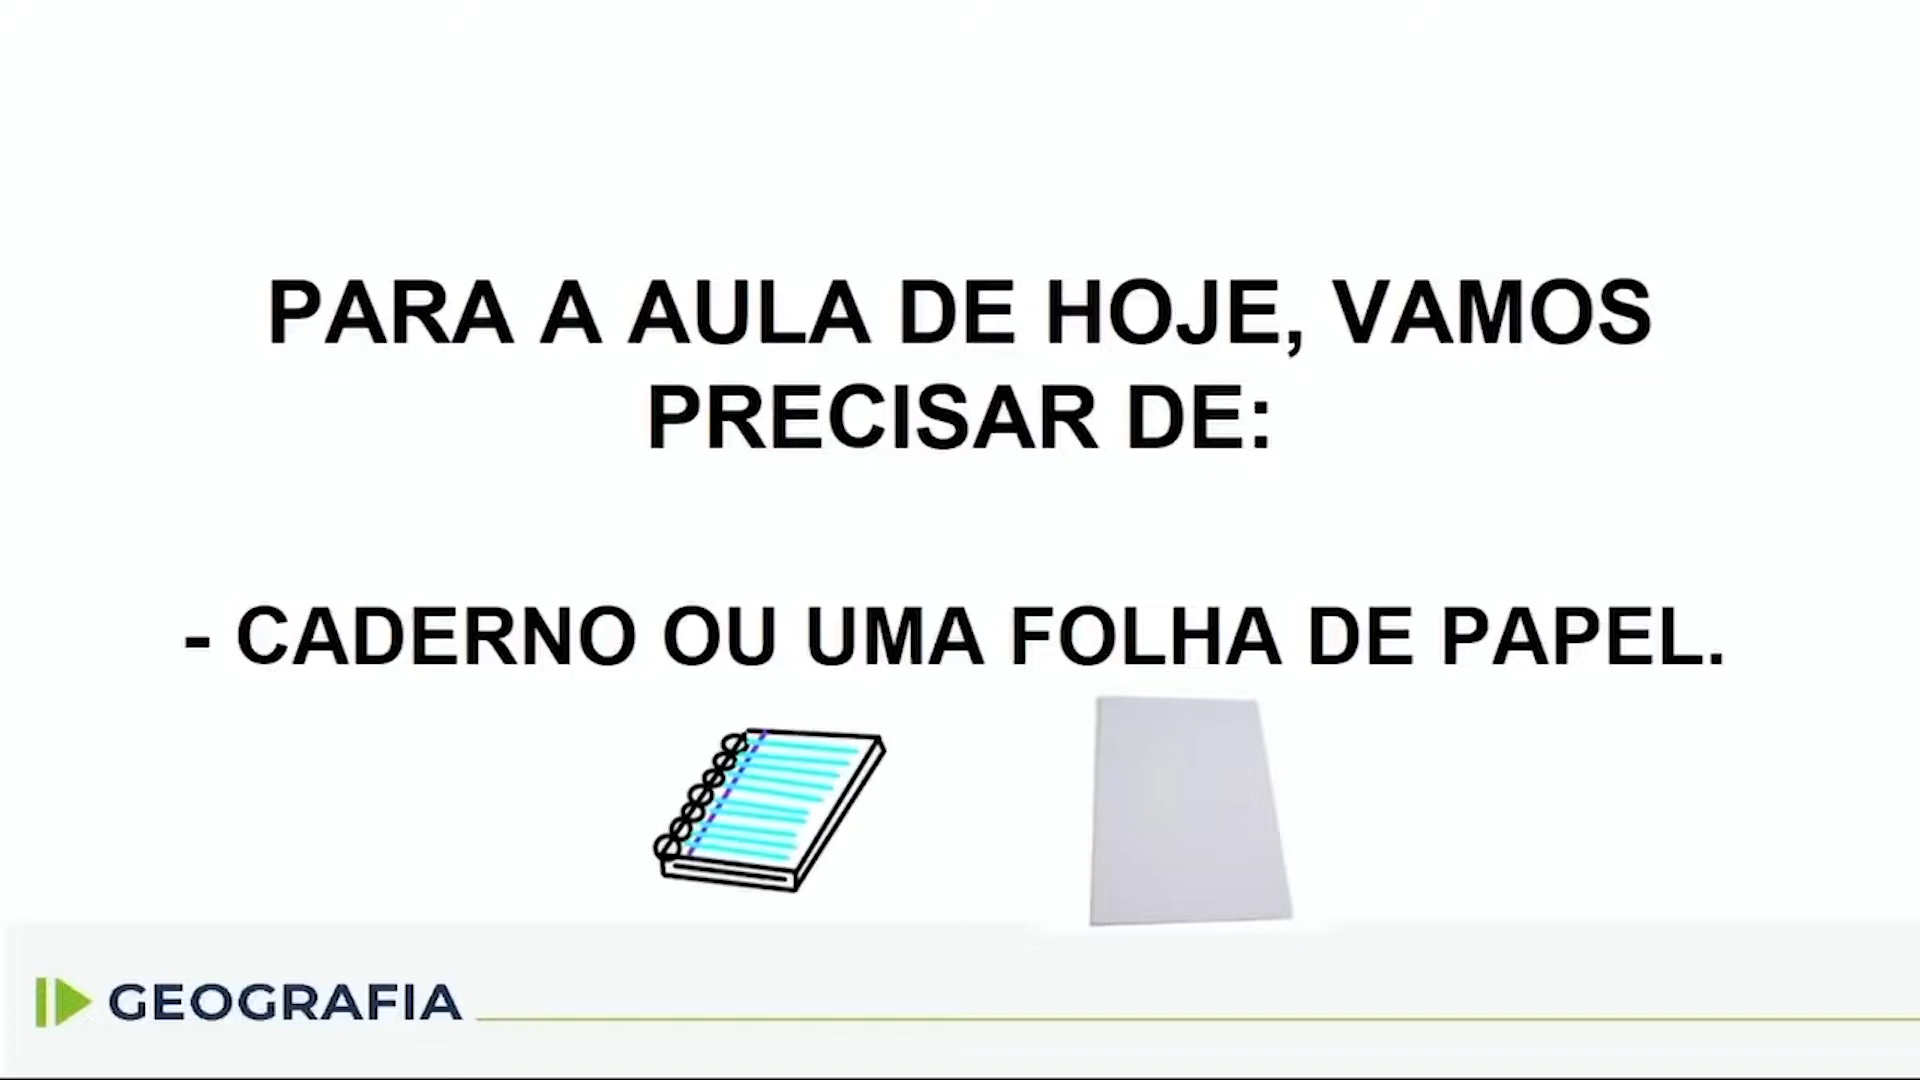 PARA A AULA DE HOJE, VAMOS
PRECISAR DE:
- CADERNO OU UMA FOLHA DE PAPEL.
GEOGRAFIA